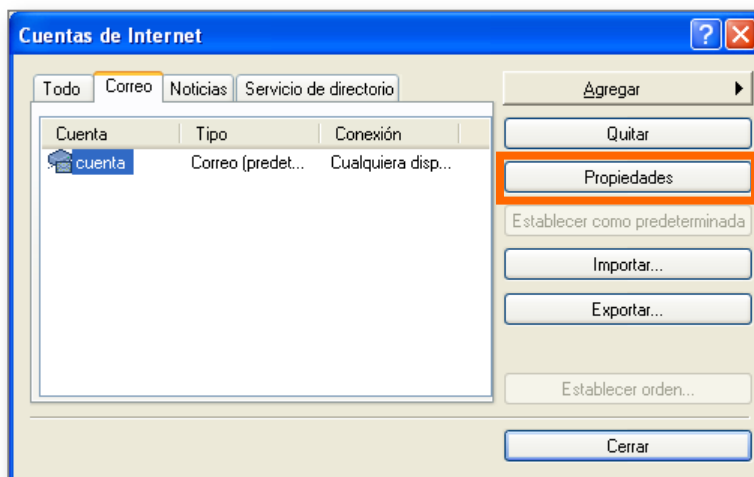 Cuentas de Internet
Todo Correo Noticias Servicio de directorio
Cuenta Tipo Conexión
cuenta Correo (predet... Cualquiera disp...
Agregar
Quitar
Propiedades
Establecer como predeterminada
Importar...
Exportar...
Establecer orden...
Cerrar